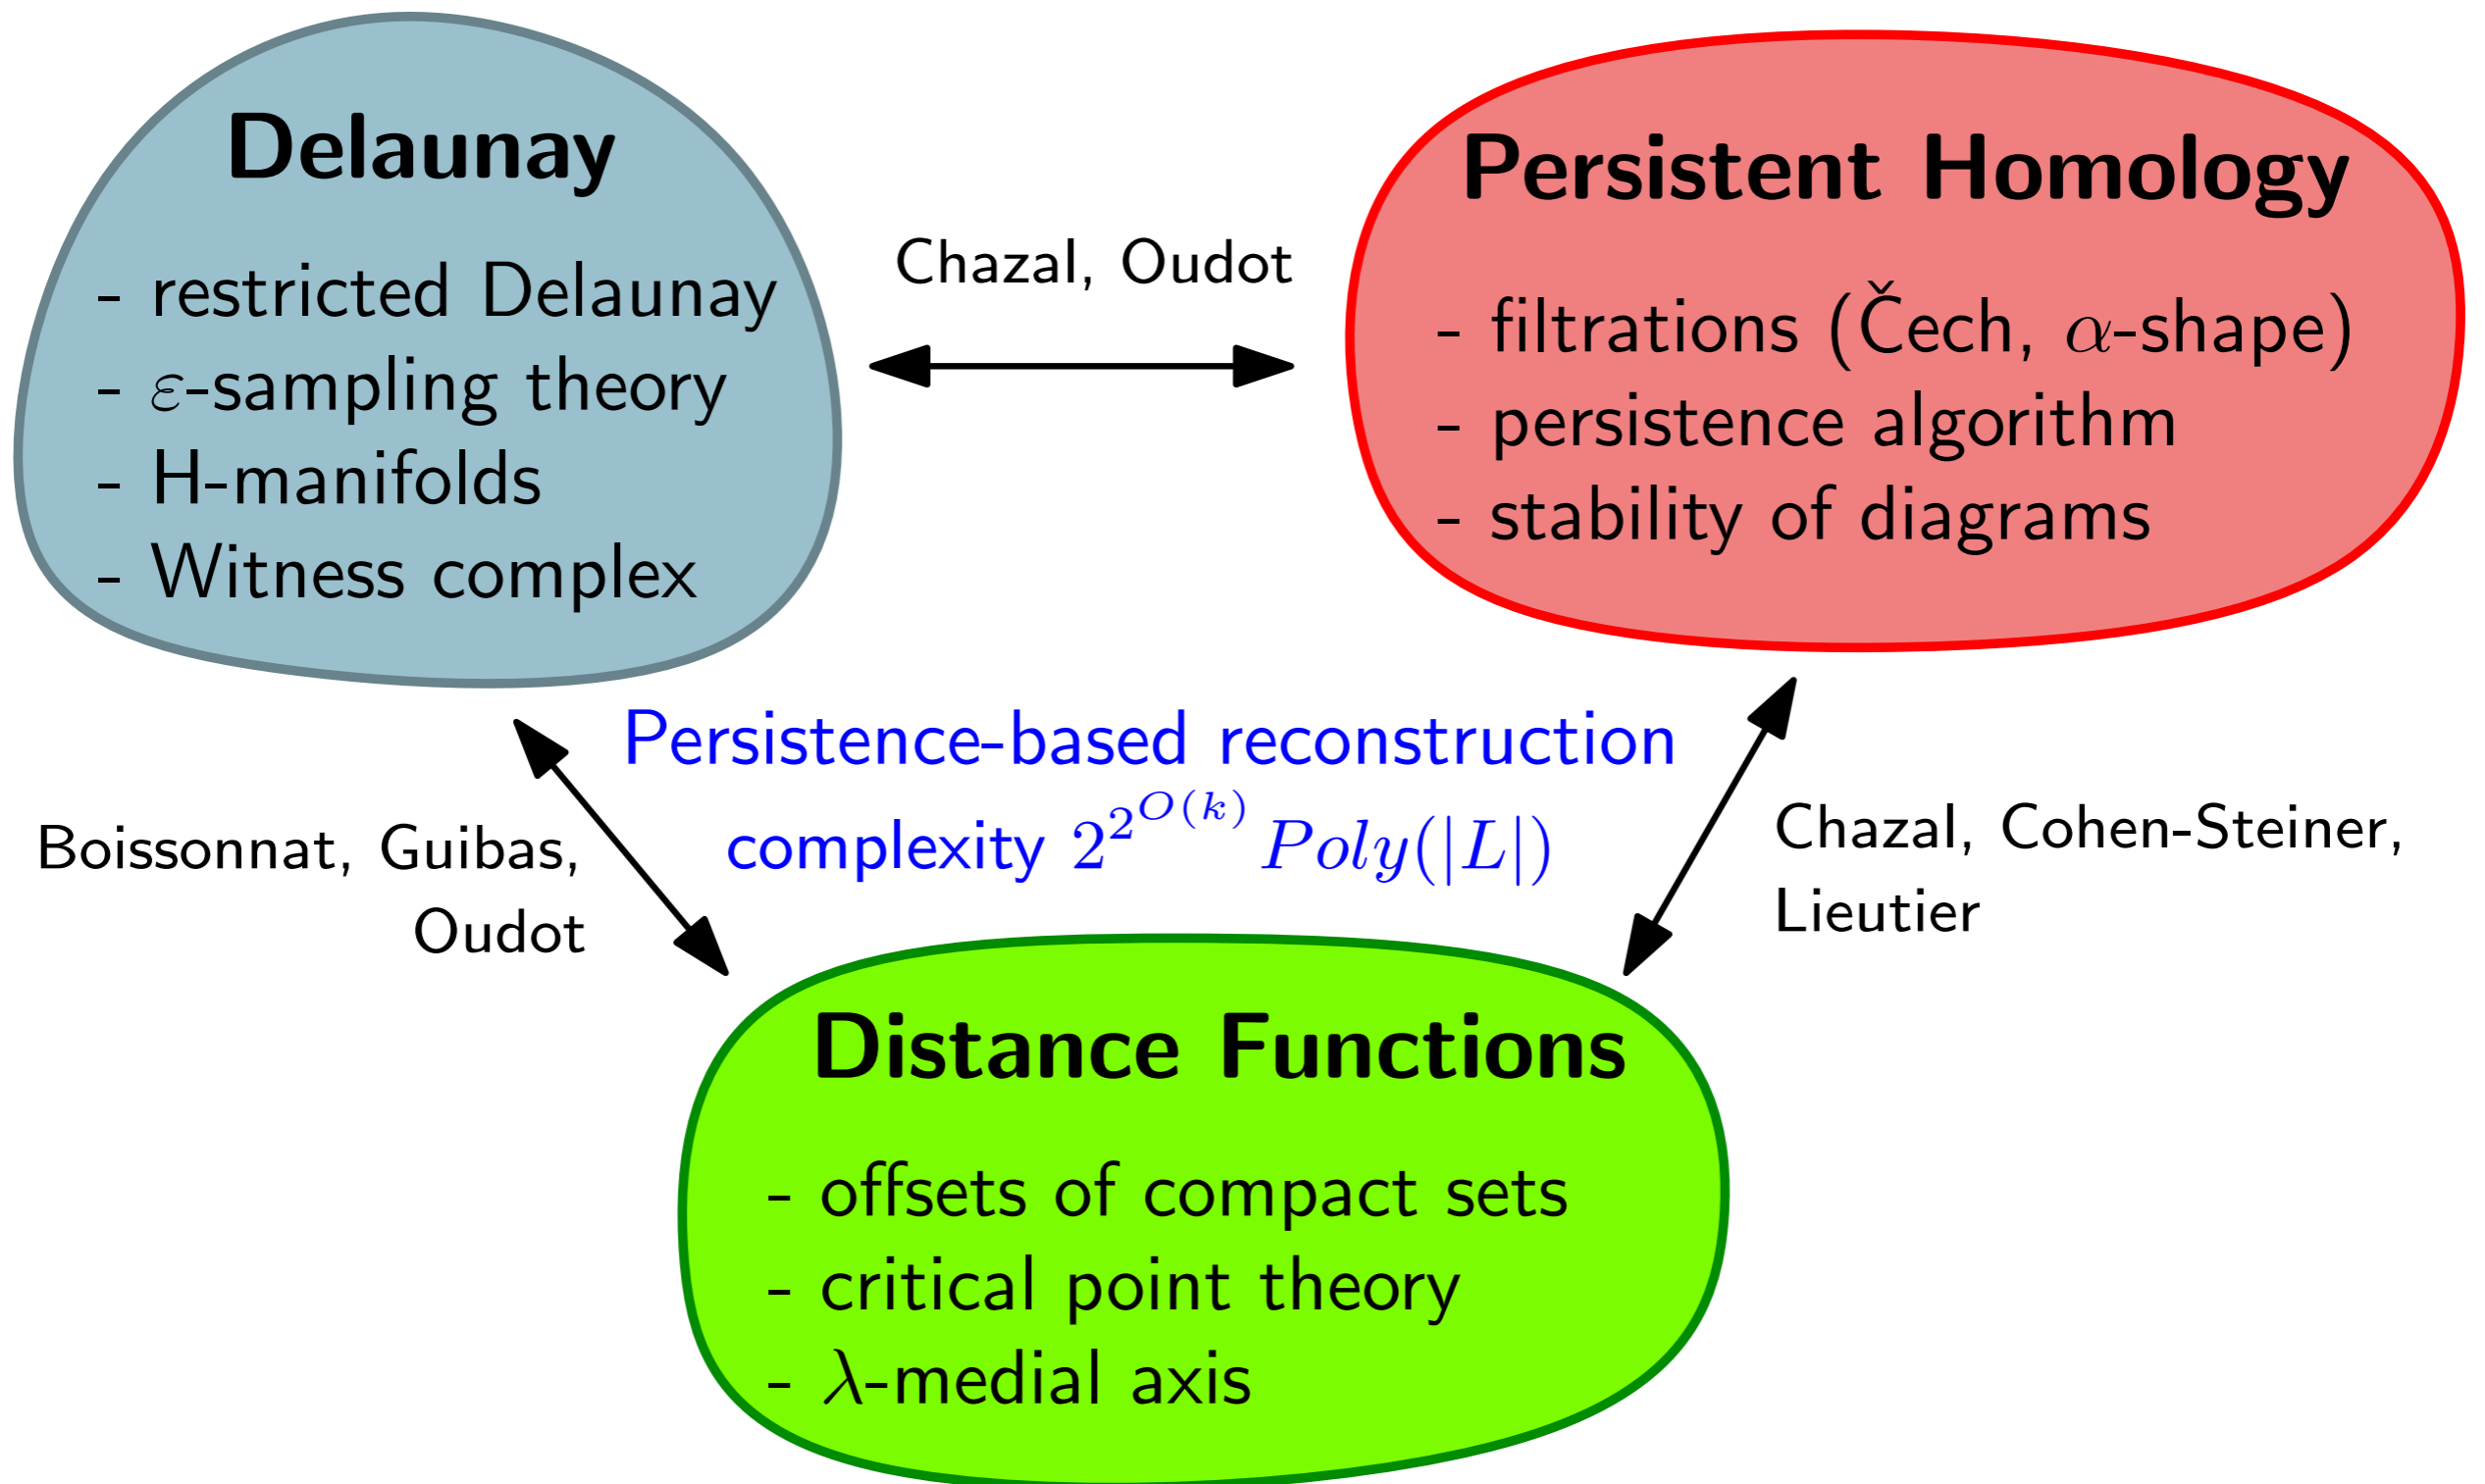 Delaunay
- restricted Delaunay
- ε-sampling theory
- H-manifolds
- Witness complex
Chazal, Oudot
Persistent Homology
- filtrations (Čech, α-shape)
- persistence algorithm
- stability of diagrams
Persistence-based reconstruction
complexity $2^{2^{O(k)}} Poly(|L|)$
Boissonnat, Guibas,
Oudot
Chazal, Cohen-Steiner,
Lieutier
Distance Functions
- offsets of compact sets
- critical point theory
- λ-medial axis